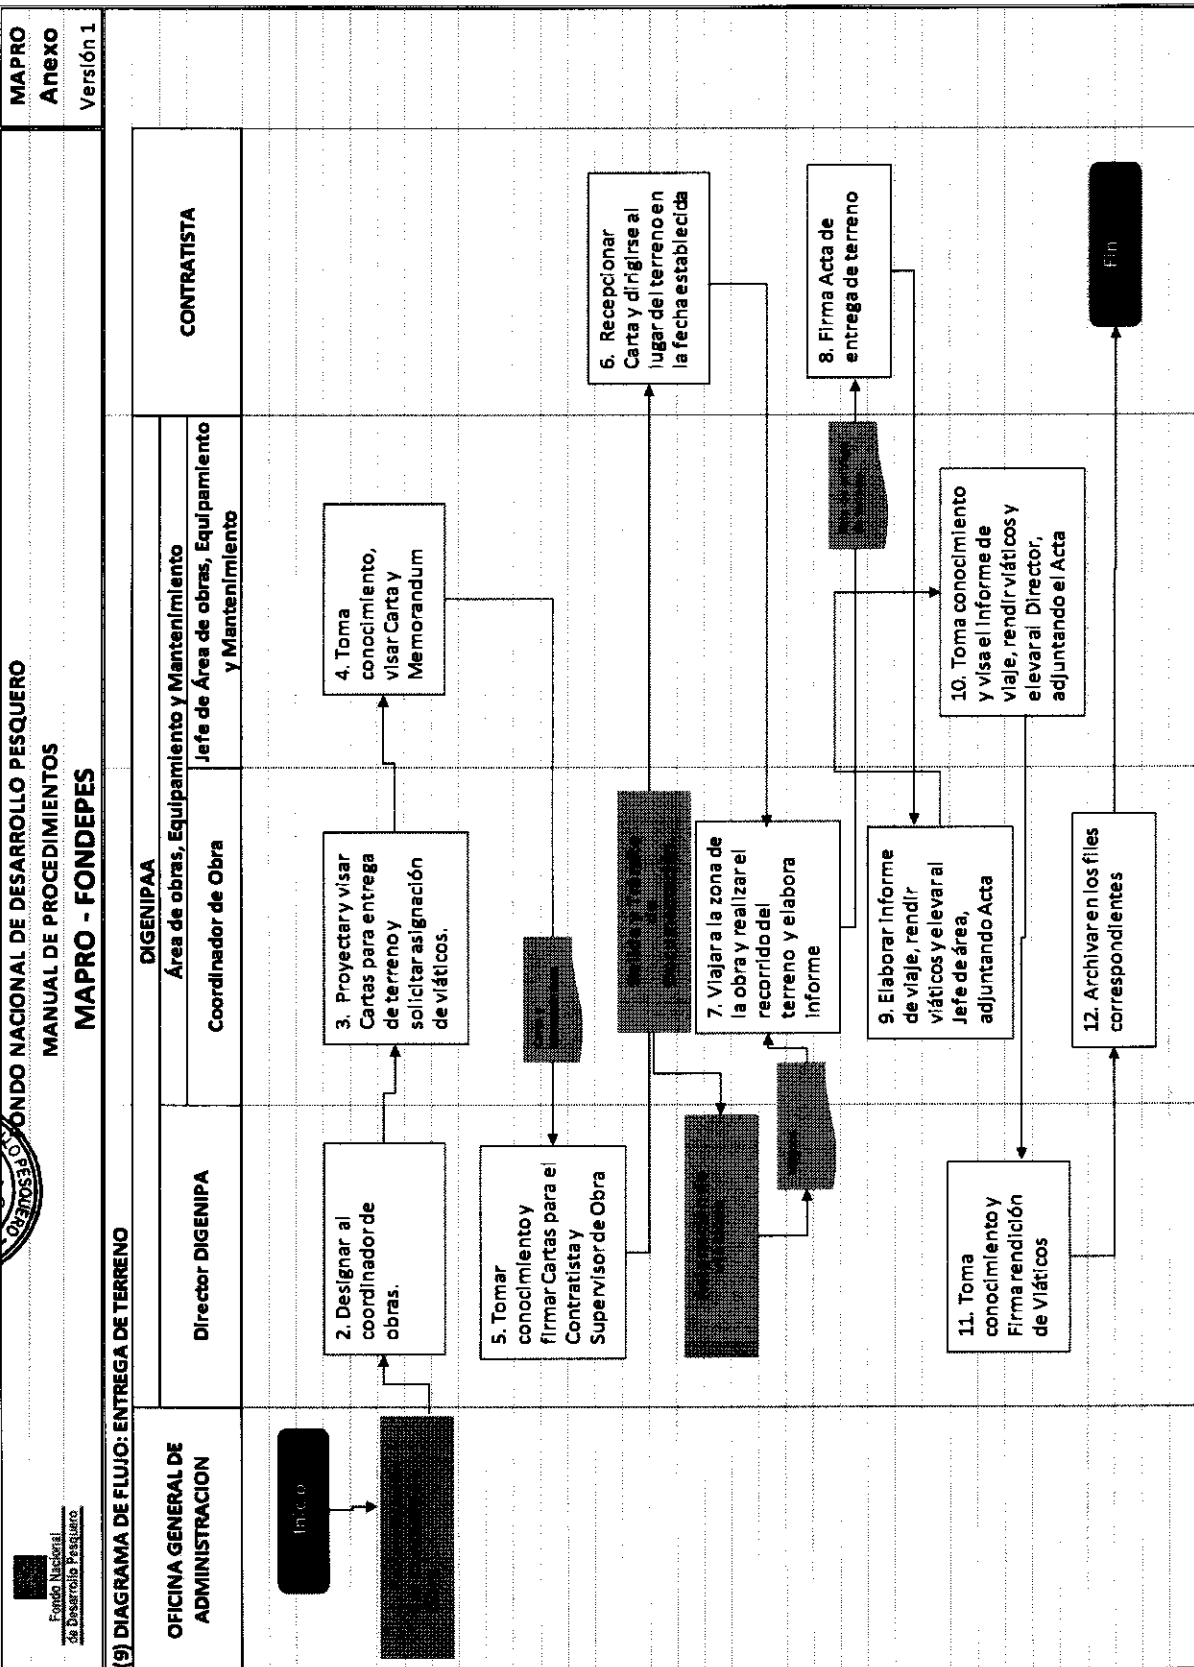 Fondo Nacional
de Desarrollo Pesquero
FONDO NACIONAL DE DESARROLLO PESQUERO
MANUAL DE PROCEDIMIENTOS
MAPRO - FONDEPES
MAPRO
Anexo
Versión 1
O PESQUERO
(9) DIAGRAMA DE FLUJO: ENTREGA DE TERRENO
OFICINA GENERAL DE
ADMINISTRACION
DIGENIPAA
Director DIGENIPA
Área de obras, Equipamiento y Mantenimiento
Coordinador de Obra
Jefe de Área de obras, Equipamiento
y Mantenimiento
CONTRATISTA
Inicio
2. Designar al
coordinador de
obras.
3. Proyectar y visar
Cartas para entrega
de terreno y
solicitar asignación
de viáticos.
4. Toma
conocimiento,
visar Carta y
Memorandum
5. Tomar
conocimiento y
firmar Cartas para el
Contratista y
Supervisor de Obra
6. Recepcionar
Carta y dirigirse al
lugar del terreno en
la fecha establecida
7. Viajar a la zona de
la obra y realizar el
recorrido del
terreno y elabora
Informe
8. Firma Acta de
entrega de terreno
9. Elaborar Informe
de viaje, rendir
viáticos y elevar al
Jefe de área,
adjuntando Acta
10. Toma conocimiento
y visa el Informe de
viaje, rendir viáticos y
elevar al Director,
adjuntando el Acta
11. Toma
conocimiento y
Firma rendición
de Viáticos
12. Archivar en los files
correspondientes
Fin